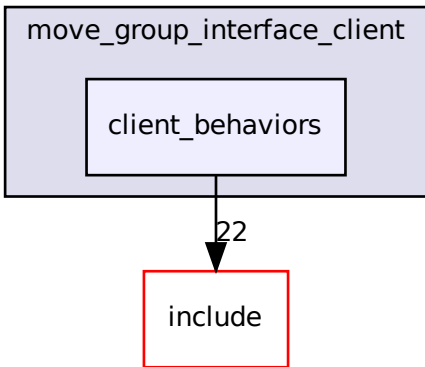 move_group_interface_client
client_behaviors
22
include